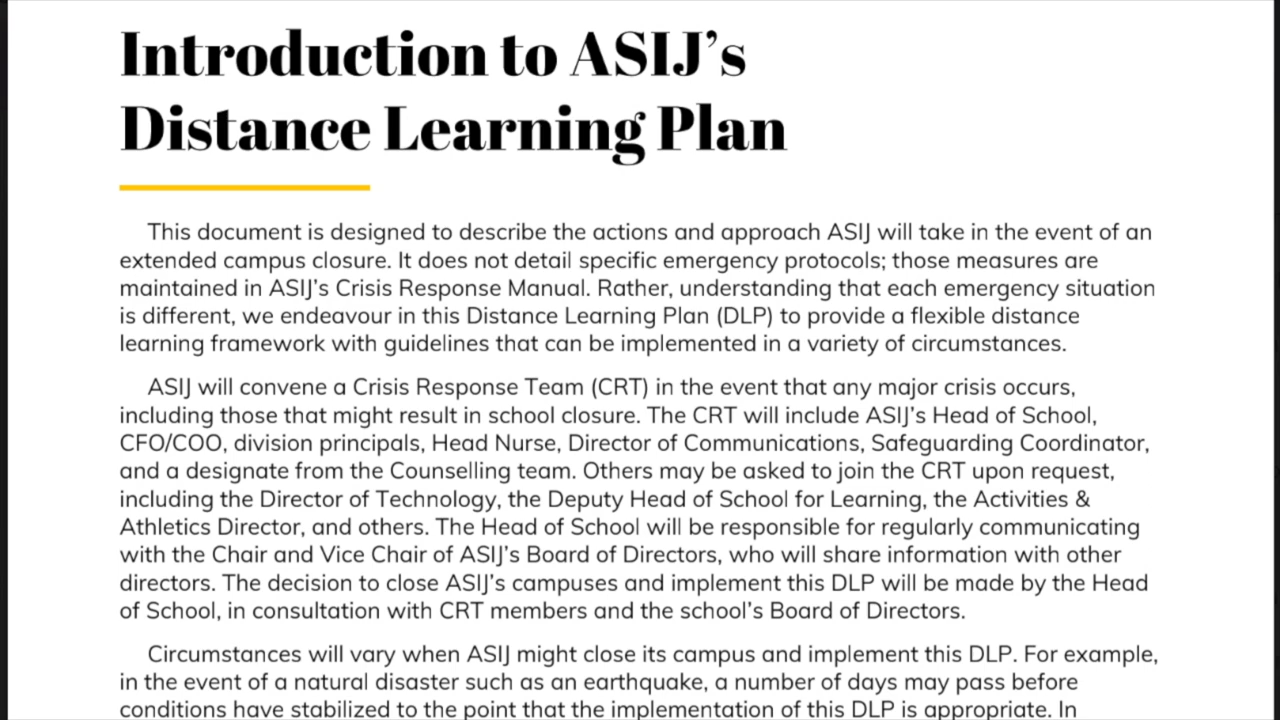 Introduction to ASIJ’s
Distance Learning Plan
This document is designed to describe the actions and approach ASIJ will take in the event of an
extended campus closure. It does not detail specific emergency protocols; those measures are
maintained in ASIJ’s Crisis Response Manual. Rather, understanding that each emergency situation
is different, we endeavour in this Distance Learning Plan (DLP) to provide a flexible distance
learning framework with guidelines that can be implemented in a variety of circumstances.
ASIJ will convene a Crisis Response Team (CRT) in the event that any major crisis occurs,
including those that might result in school closure. The CRT will include ASIJ’s Head of School,
CFO/COO, division principals, Head Nurse, Director of Communications, Safeguarding Coordinator,
and a designate from the Counselling team. Others may be asked to join the CRT upon request,
including the Director of Technology, the Deputy Head of School for Learning, the Activities &
Athletics Director, and others. The Head of School will be responsible for regularly communicating
with the Chair and Vice Chair of ASIJ’s Board of Directors, who will share information with other
directors. The decision to close ASIJ’s campuses and implement this DLP will be made by the Head
of School, in consultation with CRT members and the school’s Board of Directors.
Circumstances will vary when ASIJ might close its campus and implement this DLP. For example,
in the event of a natural disaster such as an earthquake, a number of days may pass before
conditions have stabilized to the point that the implementation of this DLP is appropriate. In